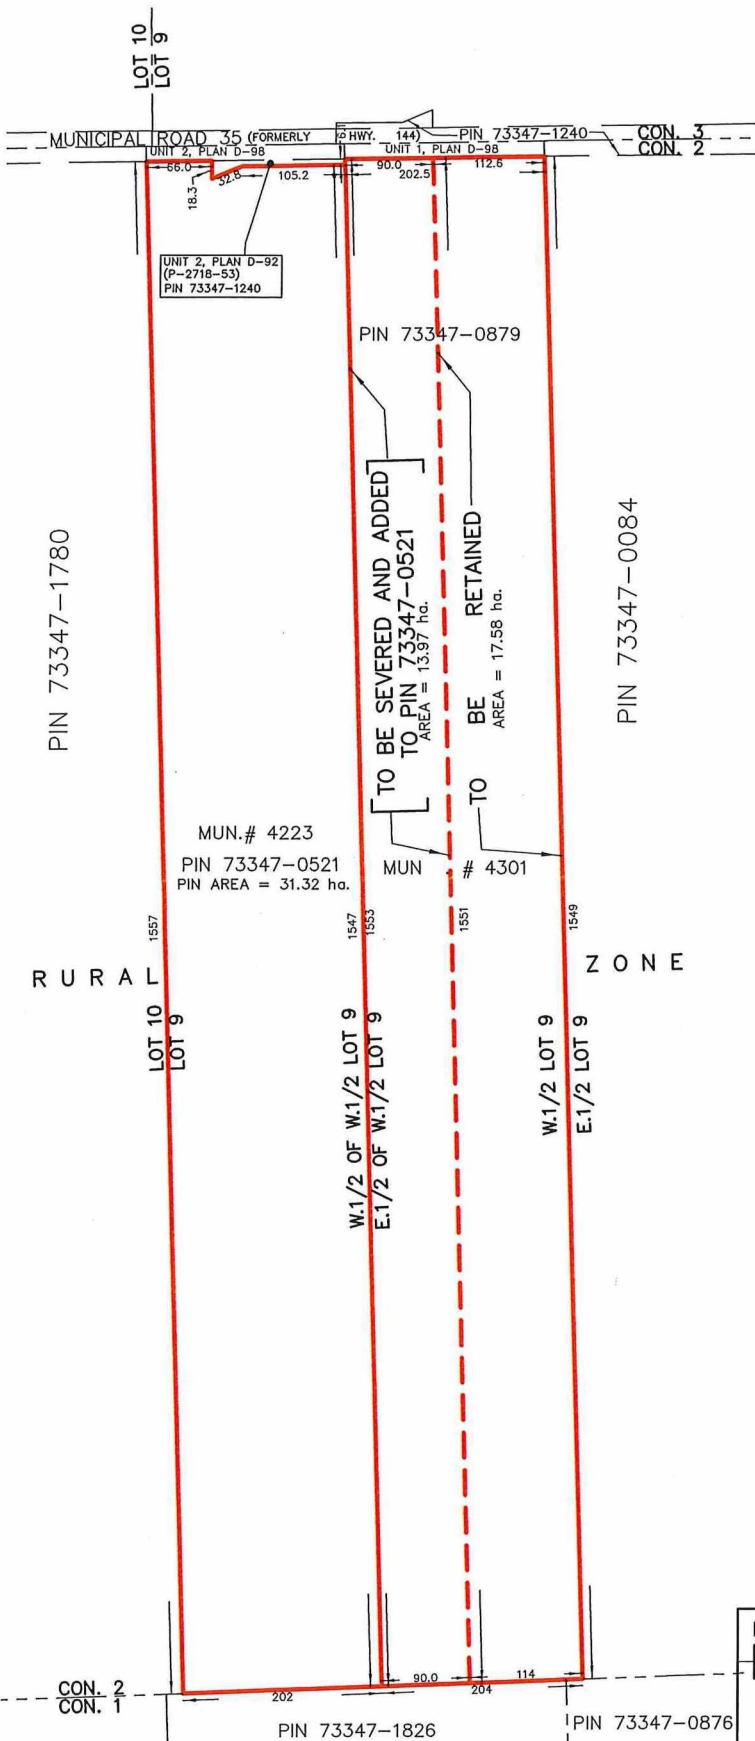 LOT 10
LOT 9
MUNICIPAL ROAD 35 (FORMERLY HWY. 144)
PIN 73347-1240
CON. 3
CON. 2
UNIT 2, PLAN D-98
UNIT 1, PLAN D-98
66.0
18.3
32.8
105.2
90.0
112.6
202.5
UNIT 2, PLAN D-92
(P-2718-53)
PIN 73347-1240
PIN 73347-0879
TO BE SEVERED AND ADDED
TO PIN 73347-0521
AREA = 13.97 ha.
TO BE RETAINED
AREA = 17.58 ha.
PIN 73347-1780
PIN 73347-0084
MUN.# 4223
PIN 73347-0521
PIN AREA = 31.32 ha.
MUN # 4301
1557
1547
1553
1551
1549
RURAL ZONE
LOT 10
LOT 9
W.1/2 OF W.1/2 LOT 9
E.1/2 OF W.1/2 LOT 9
W.1/2 LOT 9
E.1/2 LOT 9
CON. 2
CON. 1
202
90.0
114
204
PIN 73347-1826
PIN 73347-0876